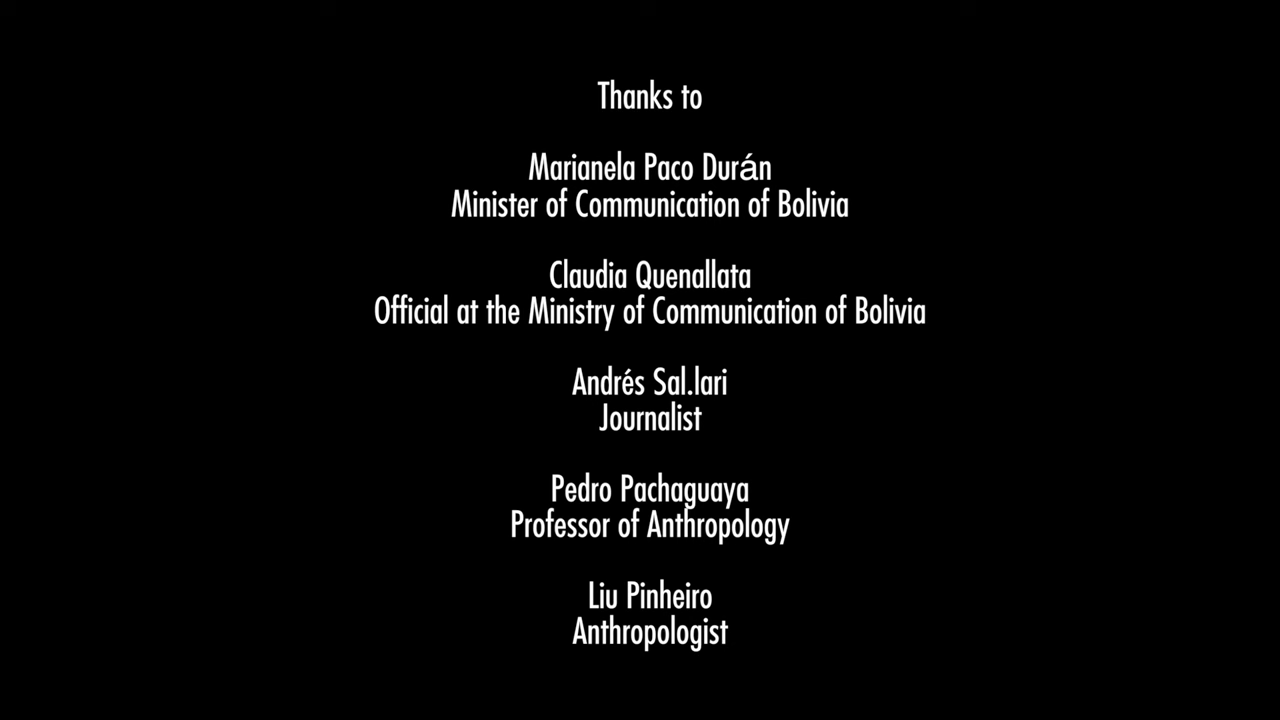 Thanks to
Marianela Paco Durán
Minister of Communication of Bolivia
Claudia Quenallata
Official at the Ministry of Communication of Bolivia
Andrés Sal.lari
Journalist
Pedro Pachaguaya
Professor of Anthropology
Liu Pinheiro
Anthropologist